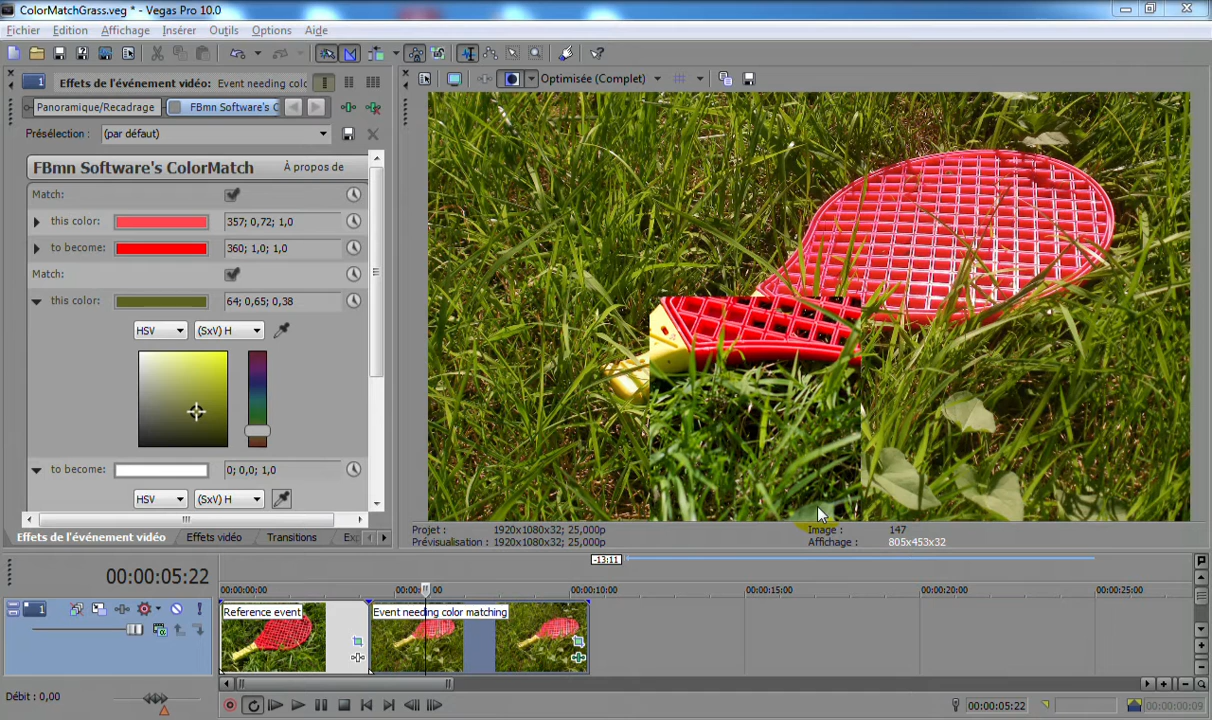 ColorMatchGrass.veg * - Vegas Pro 10.0
Fichier Edition Affichage Insérer Outils Options Aide
Effets de l'événement vidéo: Event needing colc
Optimisée (Complet)
Panoramique/Recadrage FBmn Software's C
Présélection : (par défaut)
FBmn Software's ColorMatch À propos de
Match:
this color: 357; 0,72; 1,0
to become: 360; 1,0; 1,0
Match:
this color: 64; 0,65; 0,38
HSV (SxV) H
to become: 0; 0,0; 1,0
HSV (SxV) H
Effets de l'événement vidéo Effets vidéo Transitions Ex
Projet : 1920x1080x32; 25,000p Image : 147
Prévisualisation : 1920x1080x32; 25,000p Affichage : 805x453x32
-13:11
00:00:05:22
00:00:00:00 00:00 00:00:10:00 00:00:15:00 00:00:20:00 00:00:25:00
1 Reference event Event needing color matching
Débit : 0,00
00:00:05:22 00:00:00:09